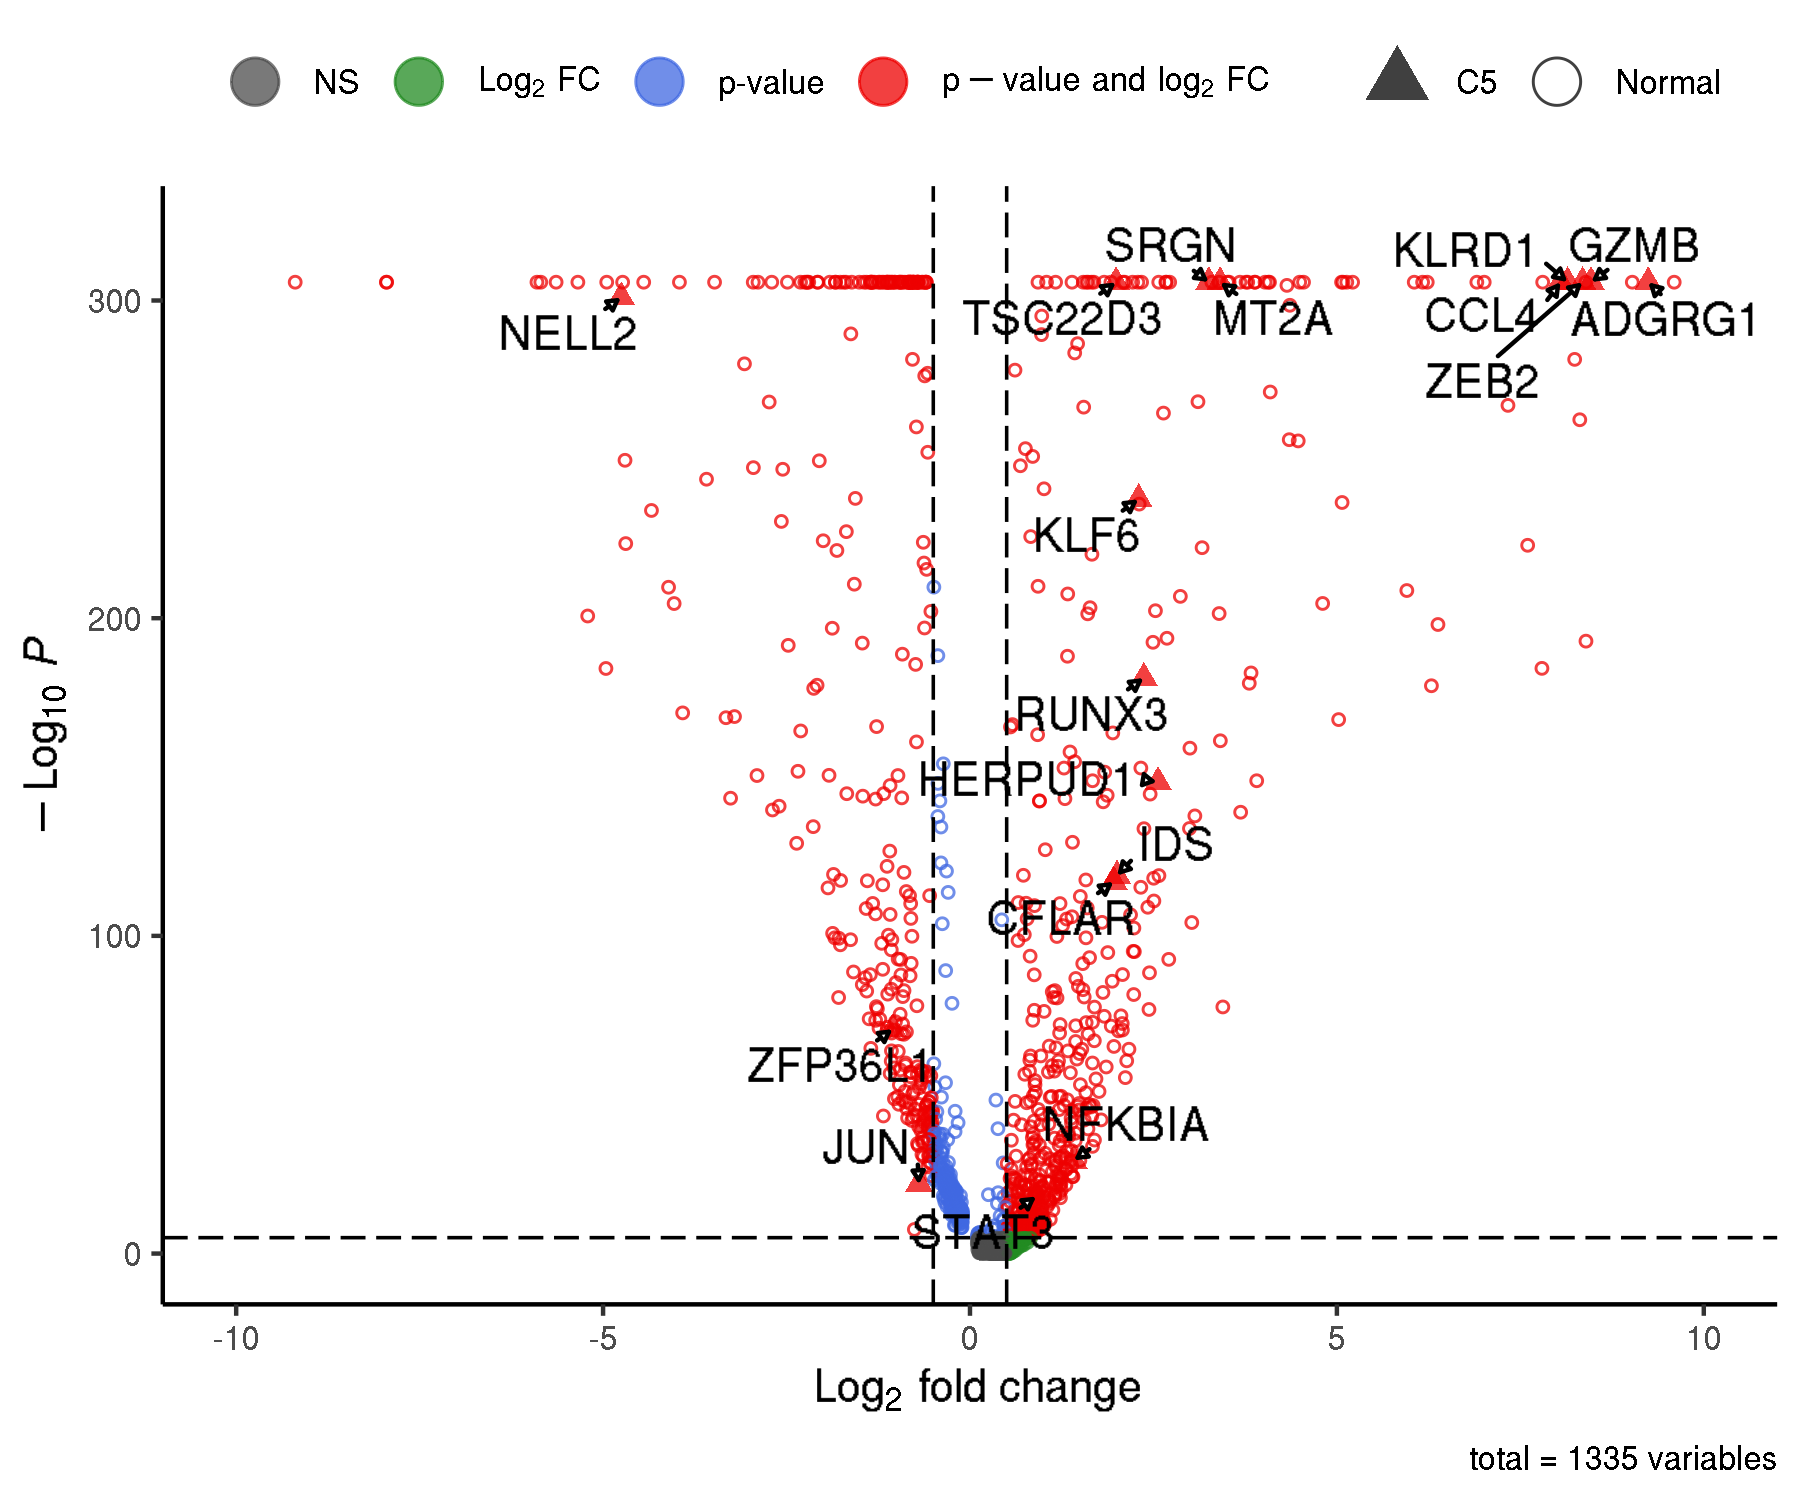 NS Log2 FC p-value p − value and log2 FC C5 Normal
SRGN
KLRD1
GZMB
300
NELL2
TSC22D3
MT2A
CCL4
ADGRG1
ZEB2
KLF6
200
RUNX3
HERPUD1
IDS
CFLAR
100
ZFP36L1
NFKBIA
JUN
STAT3
0
−Log10 P
-10 -5 0 5 10
Log2 fold change
total = 1335 variables